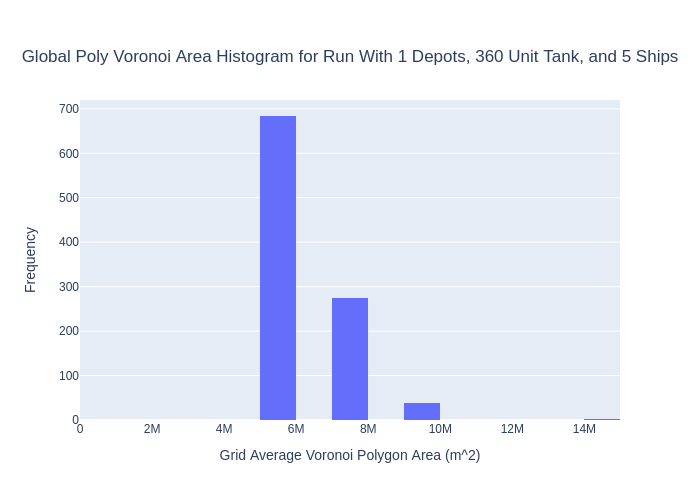 Global Poly Voronoi Area Histogram for Run With 1 Depots, 360 Unit Tank, and 5 Ships
700
600
500
400
300
200
100
0
Frequency
0 2M 4M 6M 8M 10M 12M 14M
Grid Average Voronoi Polygon Area (m^2)